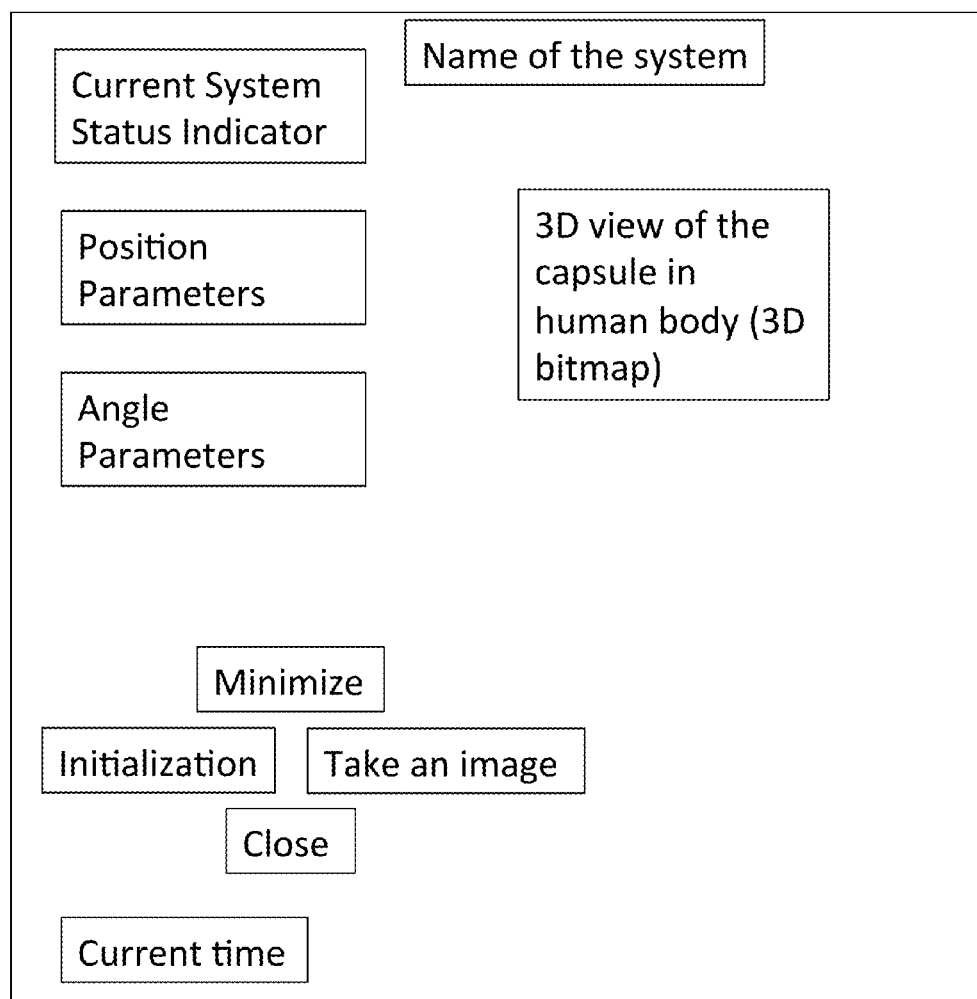 Name of the system
Current System
Status Indicator
Position
Parameters
3D view of the
capsule in
human body (3D
bitmap)
Angle
Parameters
Minimize
Initialization
Take an image
Close
Current time